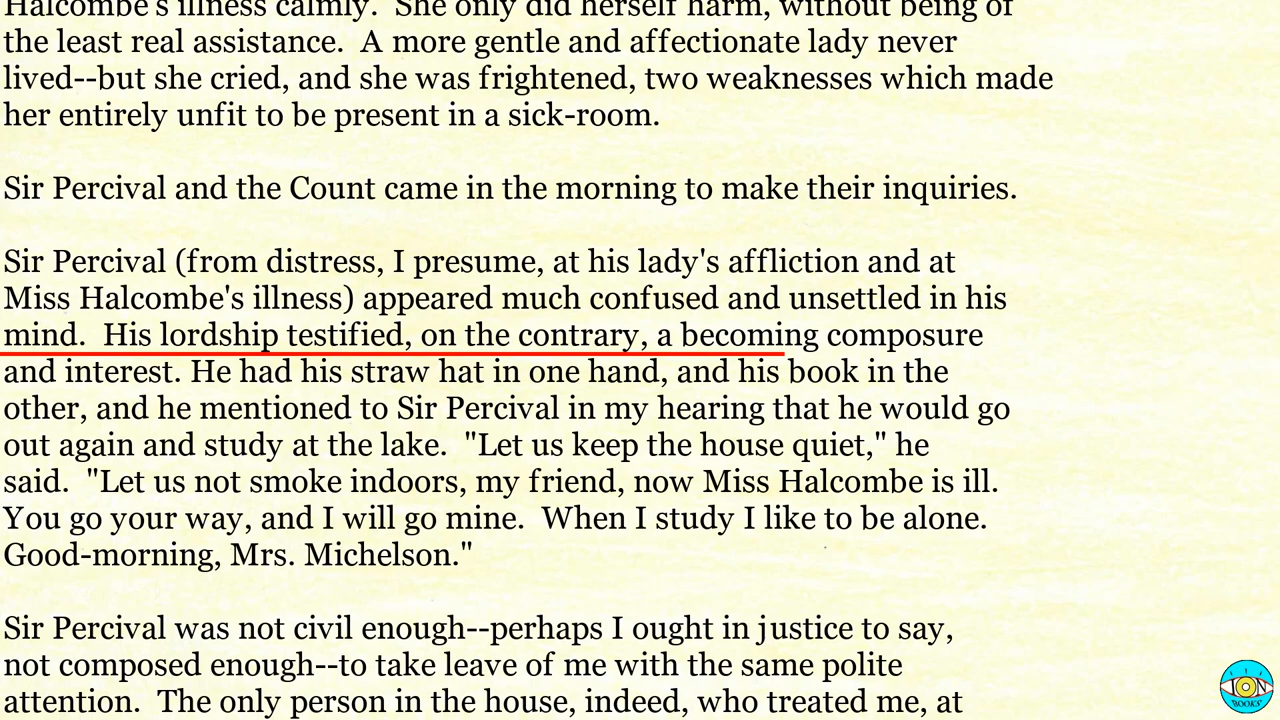 Halcombe's illness calmly.  She only did herself harm, without being of
the least real assistance.  A more gentle and affectionate lady never
lived--but she cried, and she was frightened, two weaknesses which made
her entirely unfit to be present in a sick-room.
Sir Percival and the Count came in the morning to make their inquiries.
Sir Percival (from distress, I presume, at his lady's affliction and at
Miss Halcombe's illness) appeared much confused and unsettled in his
mind.  His lordship testified, on the contrary, a becoming composure
and interest. He had his straw hat in one hand, and his book in the
other, and he mentioned to Sir Percival in my hearing that he would go
out again and study at the lake.  "Let us keep the house quiet," he
said.  "Let us not smoke indoors, my friend, now Miss Halcombe is ill.
You go your way, and I will go mine.  When I study I like to be alone.
Good-morning, Mrs. Michelson."
Sir Percival was not civil enough--perhaps I ought in justice to say,
not composed enough--to take leave of me with the same polite
attention.  The only person in the house, indeed, who treated me, at
ION
BOOKS